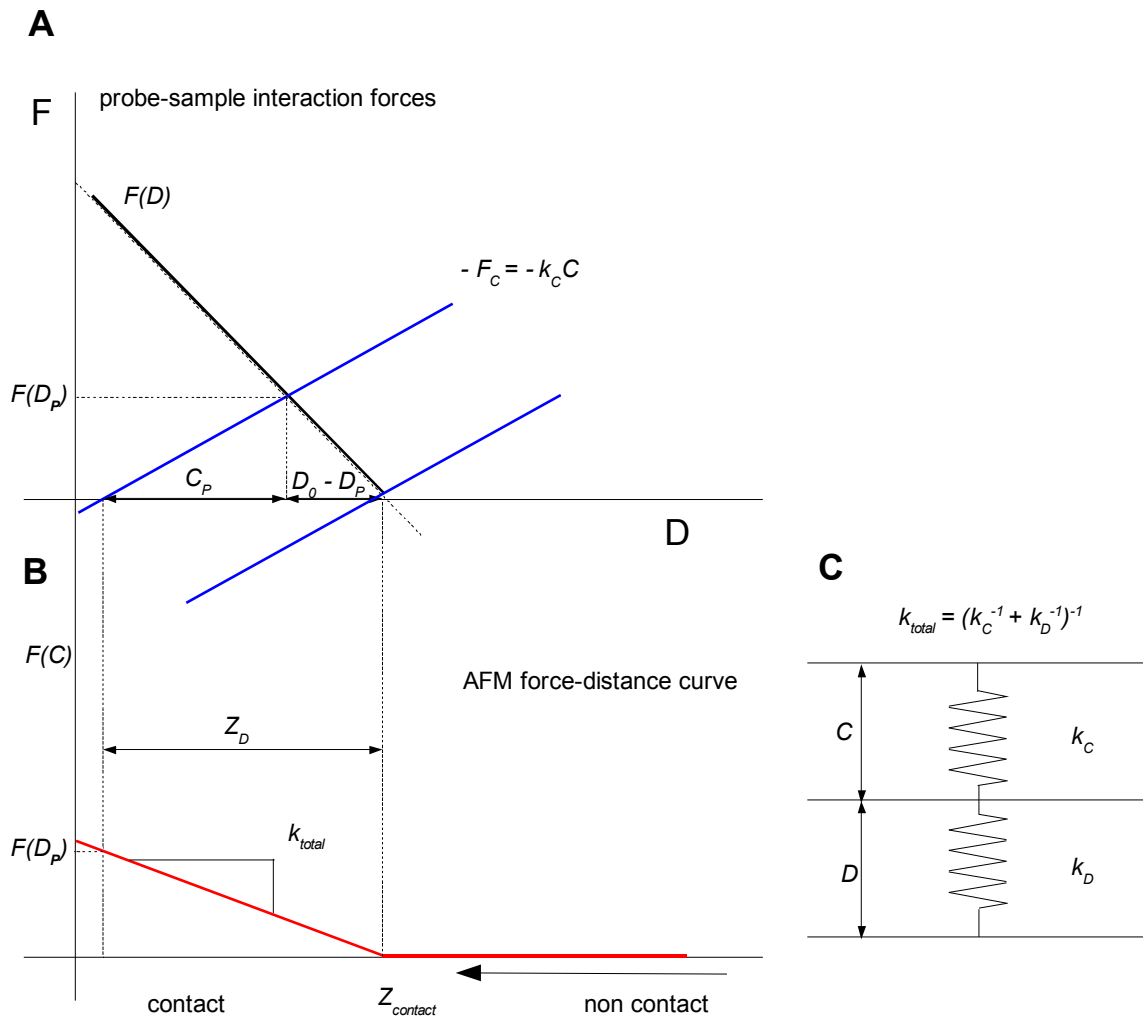 A
probe-sample interaction forces
F
F(D)
- F_C = - k_C C
F(D_P)
C_P
D_0 - D_P
D
B
C
k_total = (k_C^-1 + k_D^-1)^-1
F(C)
AFM force-distance curve
Z_D
C
k_C
k_total
F(D_P)
D
k_D
contact
Z_contact
non contact